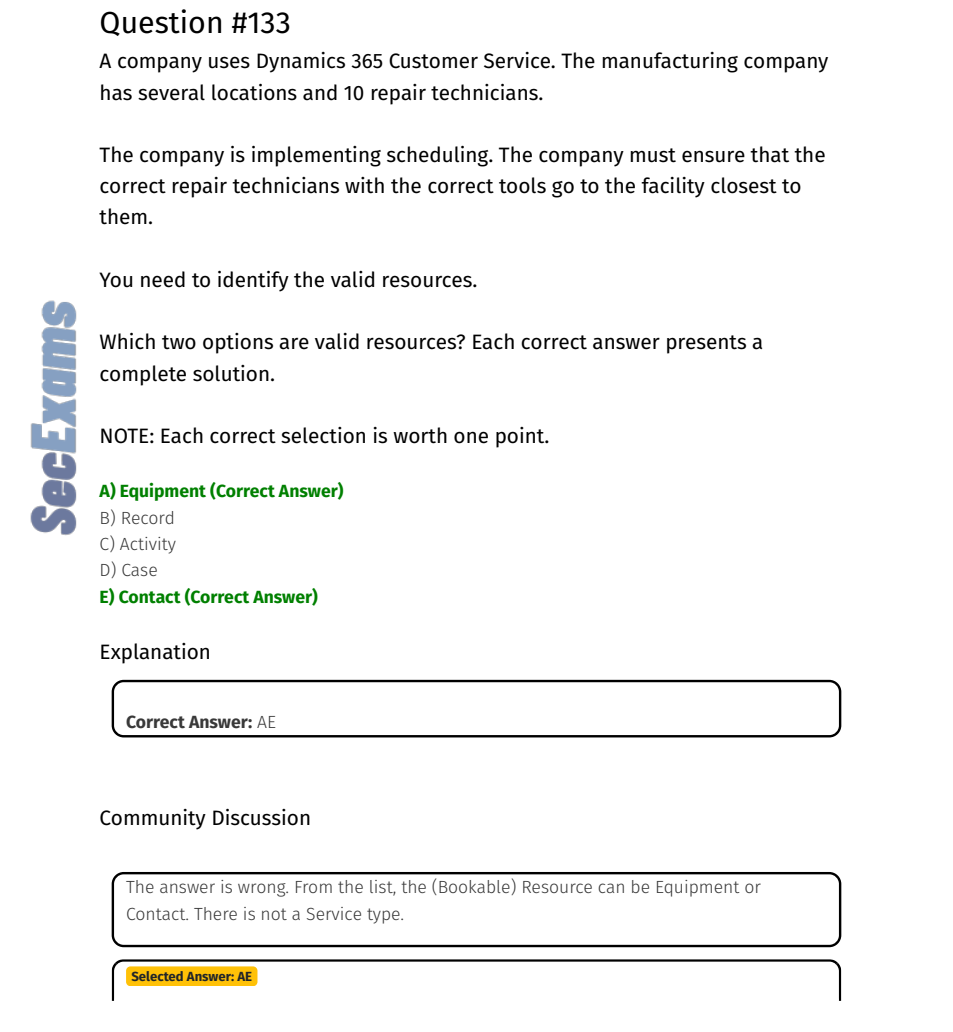 Question #133
A company uses Dynamics 365 Customer Service. The manufacturing company
has several locations and 10 repair technicians.
The company is implementing scheduling. The company must ensure that the
correct repair technicians with the correct tools go to the facility closest to
them.
You need to identify the valid resources.
Which two options are valid resources? Each correct answer presents a
complete solution.
NOTE: Each correct selection is worth one point.
SecExams
A) Equipment (Correct Answer)
B) Record
C) Activity
D) Case
E) Contact (Correct Answer)
Explanation
Correct Answer: AE
Community Discussion
The answer is wrong. From the list, the (Bookable) Resource can be Equipment or
Contact. There is not a Service type.
Selected Answer: AE